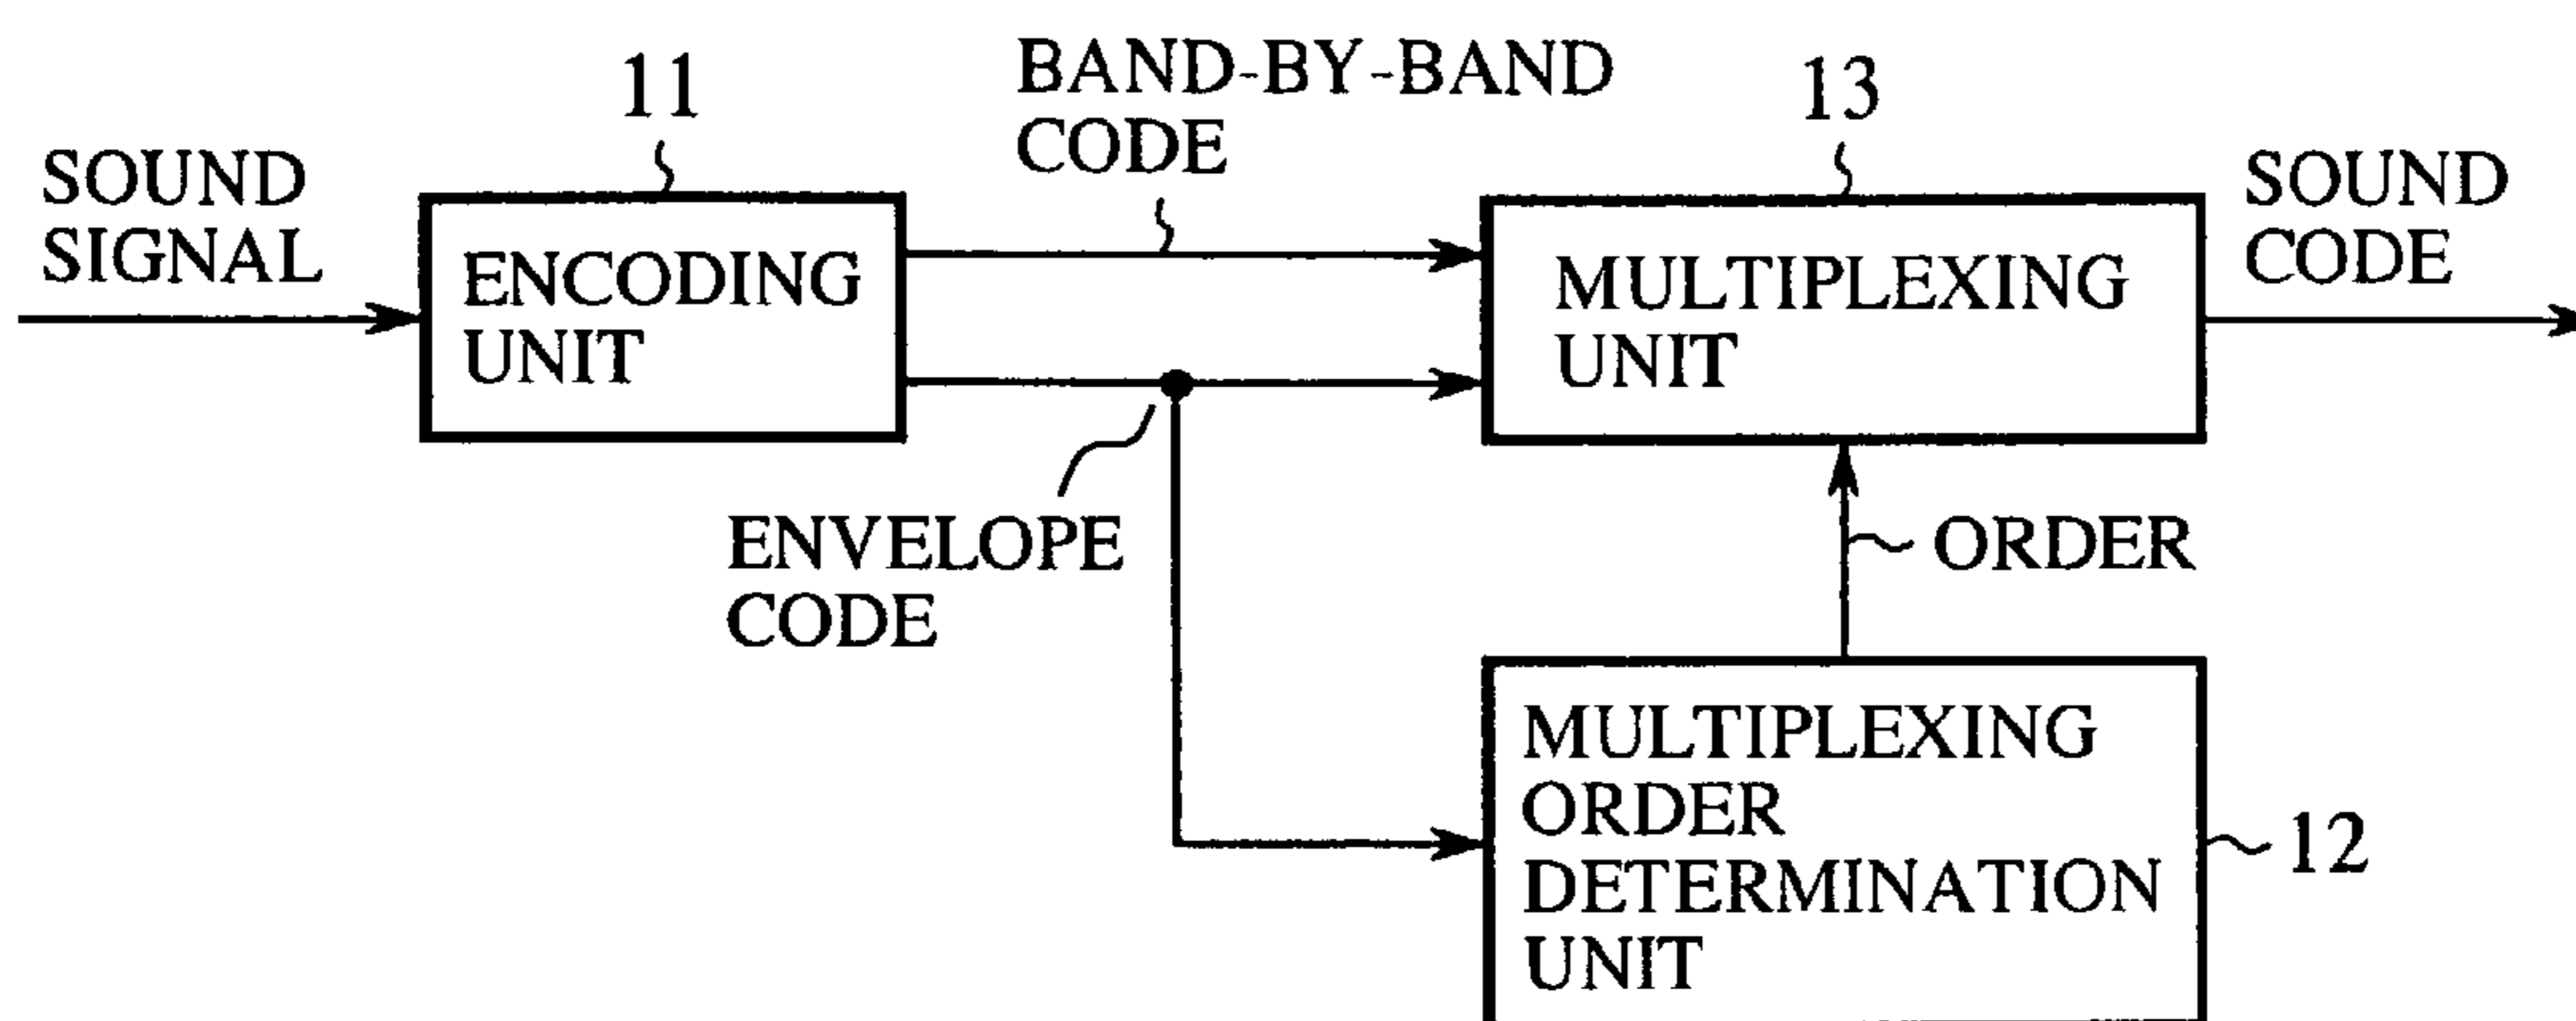 SOUND
SIGNAL
11
ENCODING
UNIT
BAND-BY-BAND
CODE
ENVELOPE
CODE
13
MULTIPLEXING
UNIT
SOUND
CODE
ORDER
MULTIPLEXING
ORDER
DETERMINATION
UNIT
12